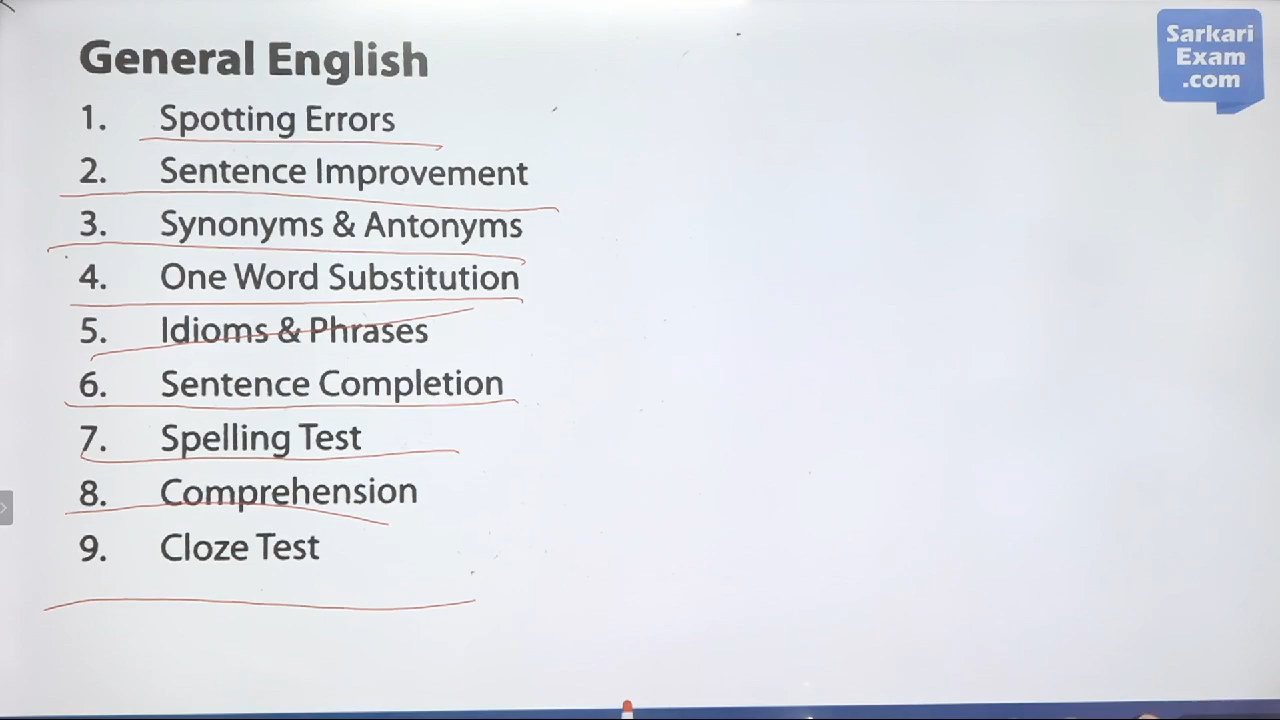 General English
1. Spotting Errors
2. Sentence Improvement
3. Synonyms & Antonyms
4. One Word Substitution
5. Idioms & Phrases
6. Sentence Completion
7. Spelling Test
8. Comprehension
9. Cloze Test
Sarkari
Exam
.com